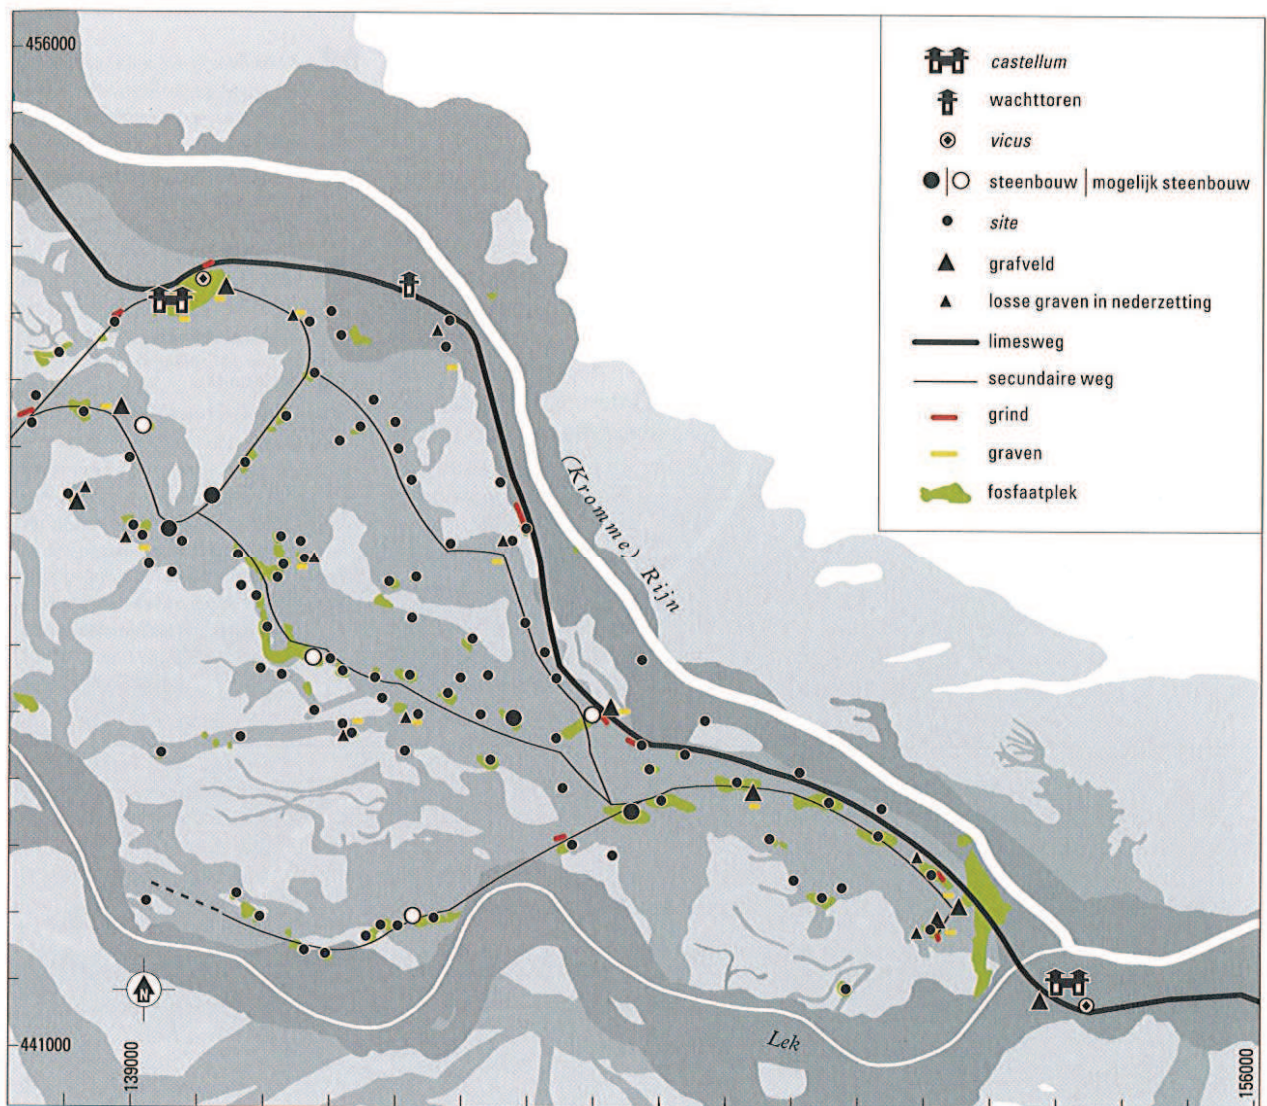 456000
castellum
wachttoren
vicus
steenbouw | mogelijk steenbouw
site
grafveld
losse graven in nederzetting
limesweg
secundaire weg
grind
graven
fosfaatplek
(Kromme) Rijn
N
441000
139000
Lek
156000